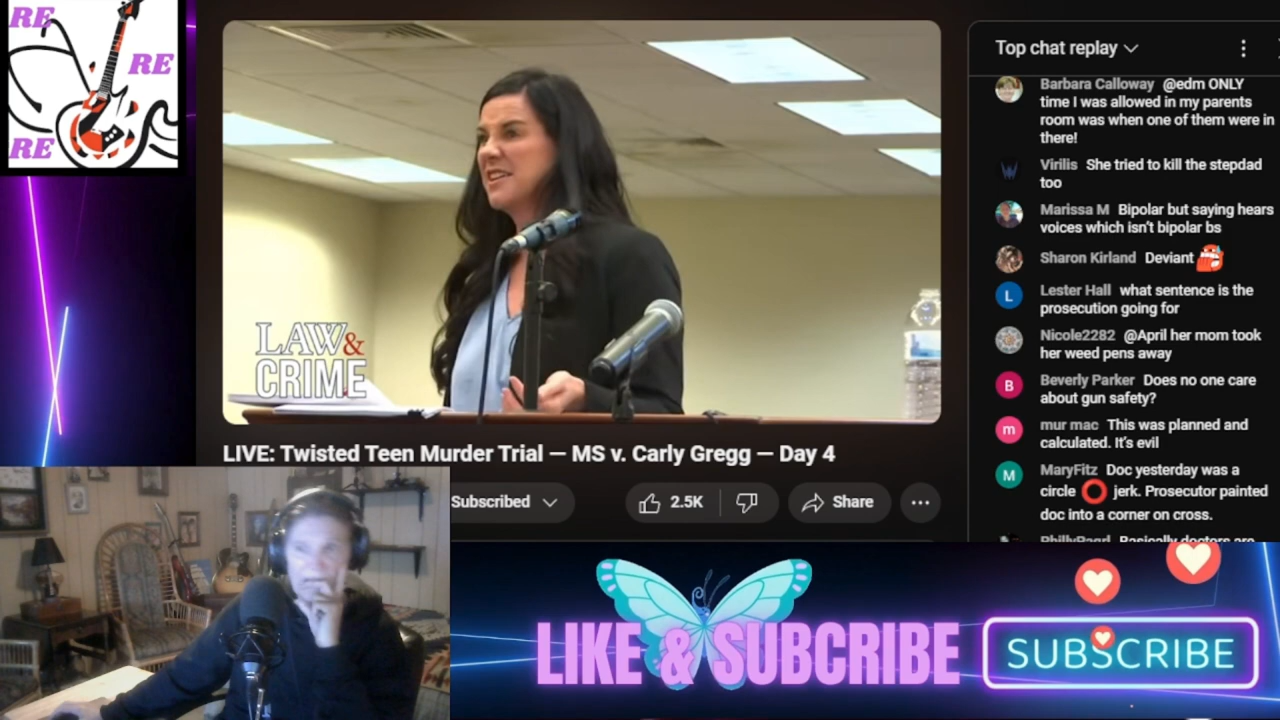 RE
RE
RE
LAW&
CRIME
LIVE: Twisted Teen Murder Trial — MS v. Carly Gregg — Day 4
Subscribed
2.5K
Share
Top chat replay
Barbara Calloway @edm ONLY
time I was allowed in my parents
room was when one of them were in
there!
Virilis She tried to kill the stepdad
too
Marissa M Bipolar but saying hears
voices which isn't bipolar bs
Sharon Kirland Deviant
L
Lester Hall what sentence is the
prosecution going for
Nicole2282 @April her mom took
her weed pens away
B
Beverly Parker Does no one care
about gun safety?
m
mur mac This was planned and
calculated. It's evil
M
MaryFitz Doc yesterday was a
circle jerk. Prosecutor painted
doc into a corner on cross.
LIKE & SUBCRIBE
SUBSCRIBE